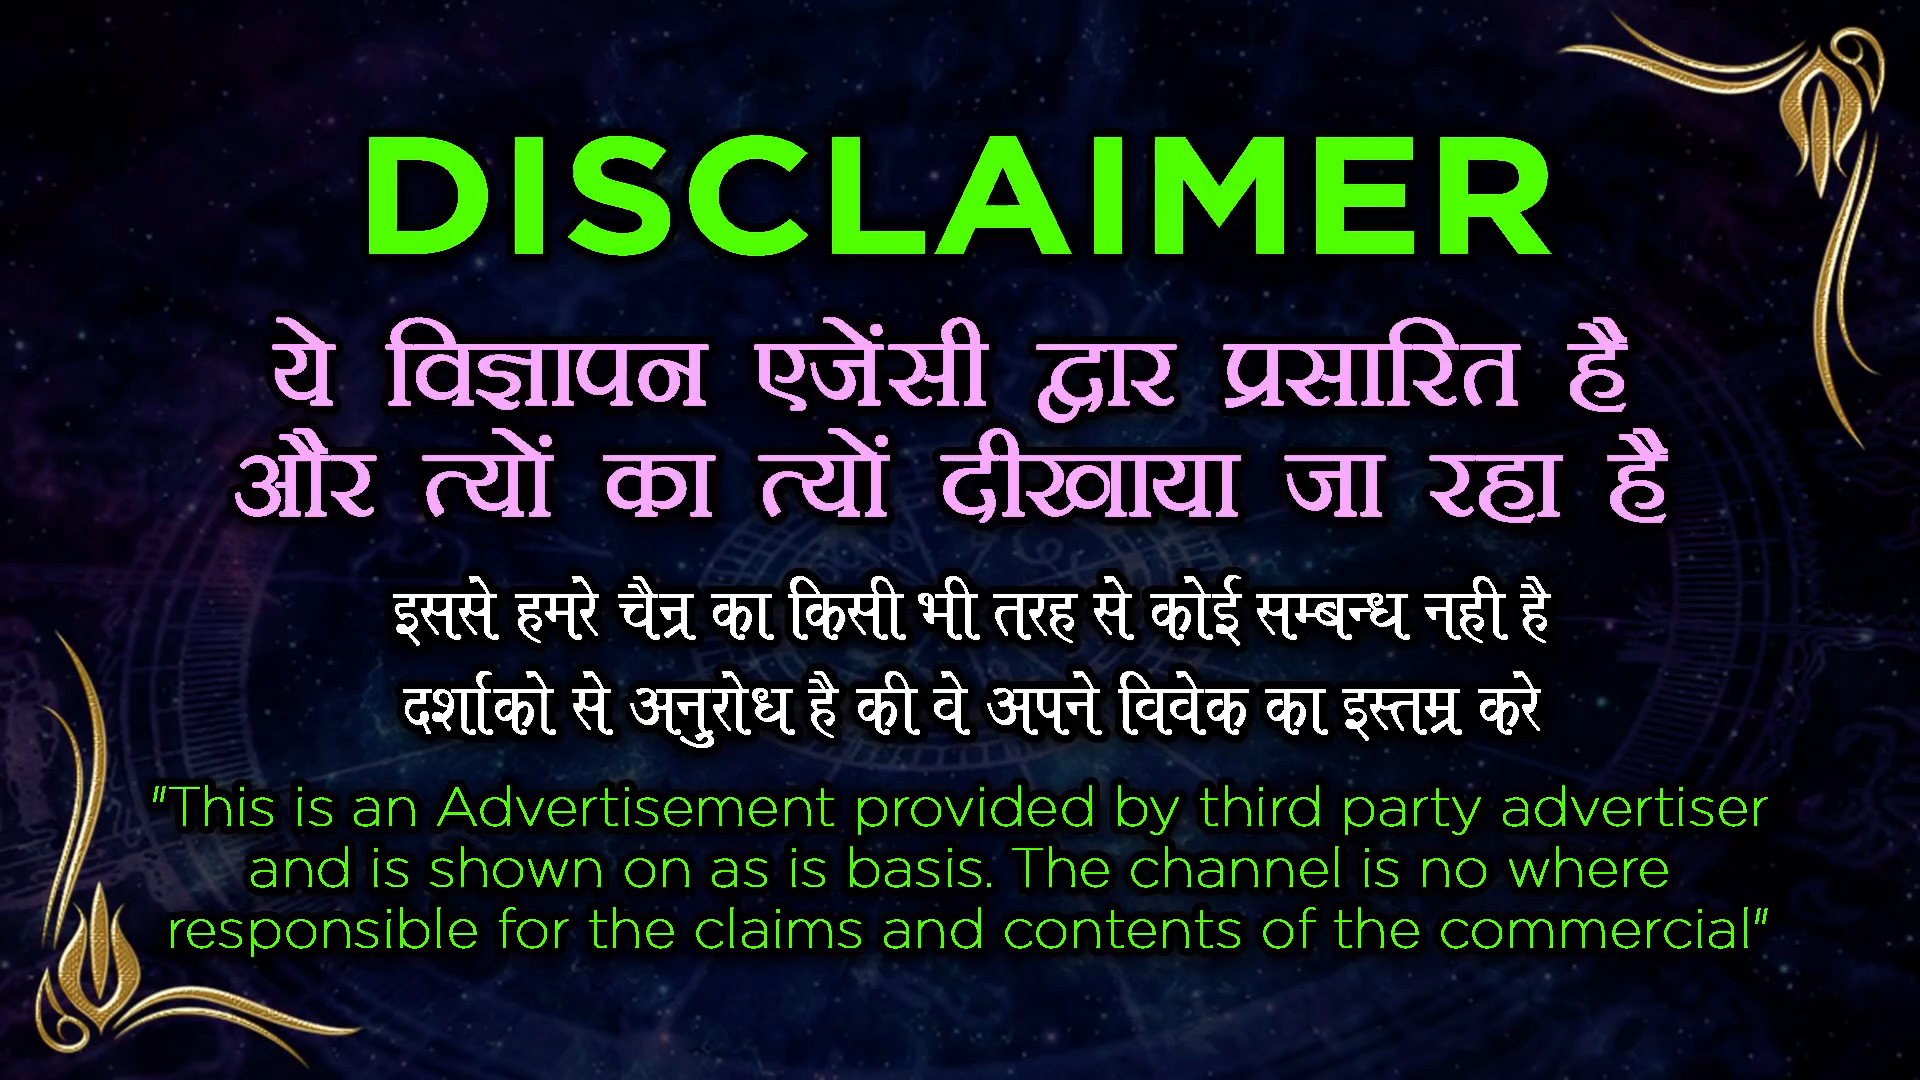 DISCLAIMER
ये विज्ञापन एजेंसी द्वार प्रसारित है
और त्यों का त्यों दीखाया जा रहा है
इससे हमरे चैन्र का किसी भी तरह से कोई सम्बन्ध नही है
दर्शाको से अनुरोध है की वे अपने विवेक का इस्तम्र करे
"This is an Advertisement provided by third party advertiser
and is shown on as is basis. The channel is no where
responsible for the claims and contents of the commercial"